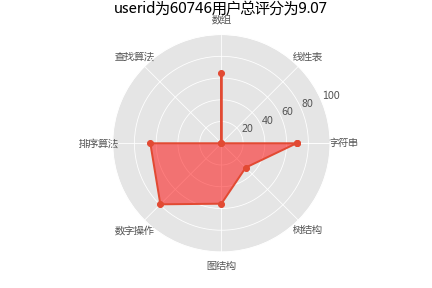 userid为60746用户总评分为9.07
数组
查找算法
线性表
100
80
60
40
20
排序算法
字符串
数字操作
树结构
图结构